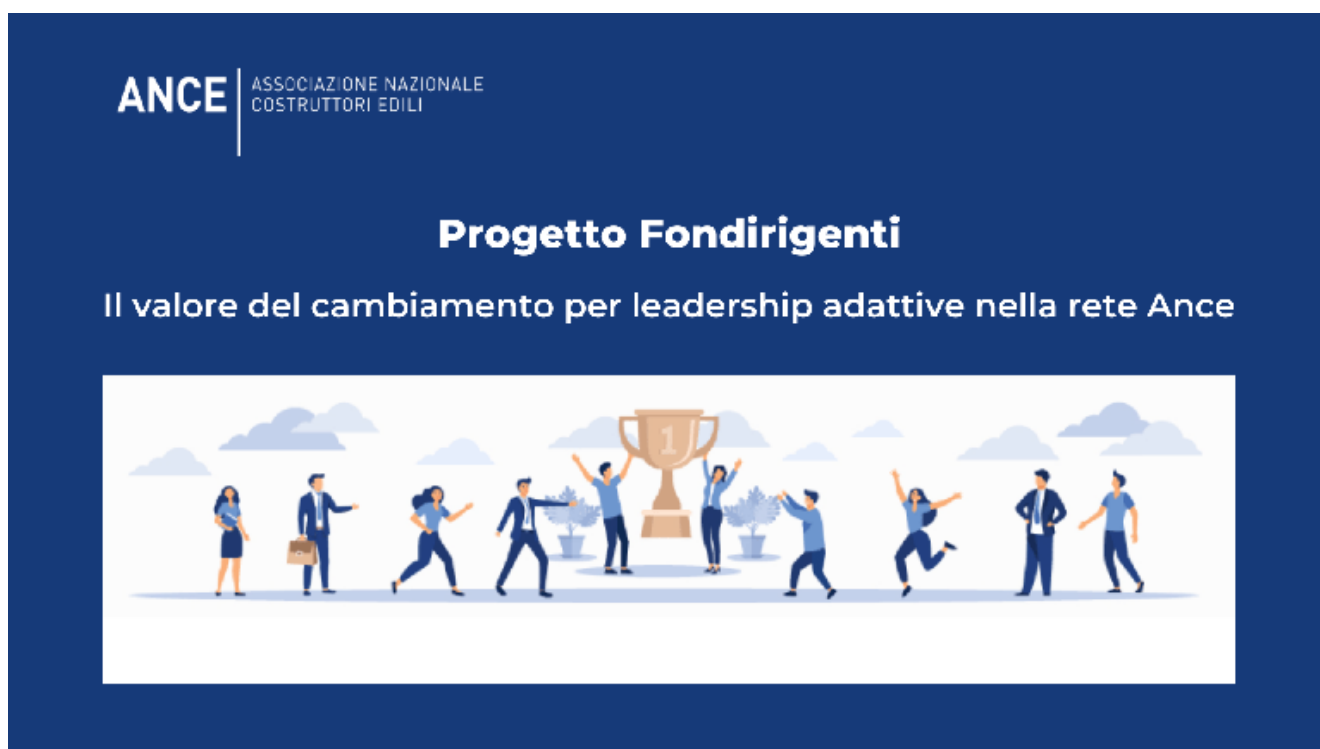 ANCE
ASSOCIAZIONE NAZIONALE
COSTRUTTORI EDILI
Progetto Fondirigenti
Il valore del cambiamento per leadership adattive nella rete Ance
1